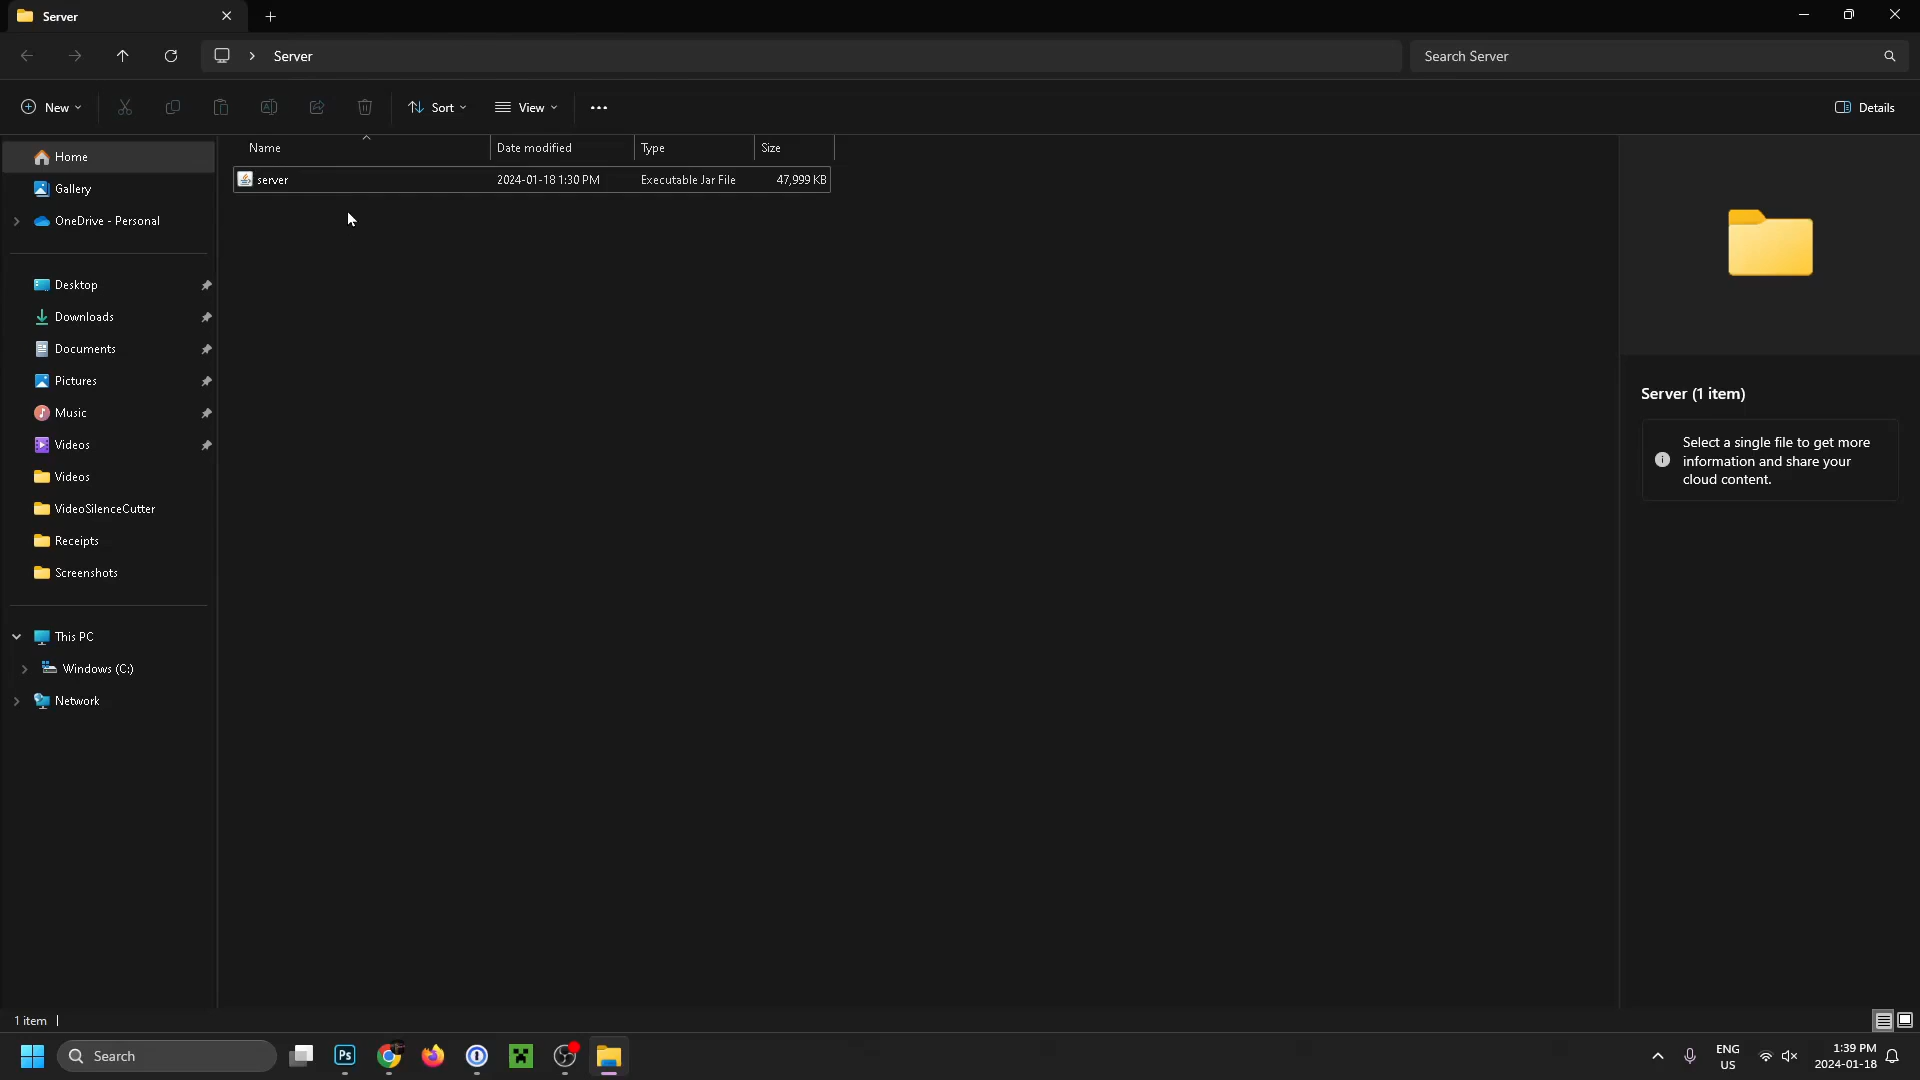 Server
Server
Search Server
New
Sort
View
Details
Name
Date modified
Type
Size
server
2024-01-18 1:30 PM
Executable Jar File
47,999 KB
Home
Gallery
OneDrive - Personal
Desktop
Downloads
Documents
Pictures
Music
Videos
Videos
VideoSilenceCutter
Receipts
Screenshots
This PC
Windows (C:)
Network
Server (1 item)
Select a single file to get more
information and share your
cloud content.
1 item
Search
Ps
ENG
US
1:39 PM
2024-01-18